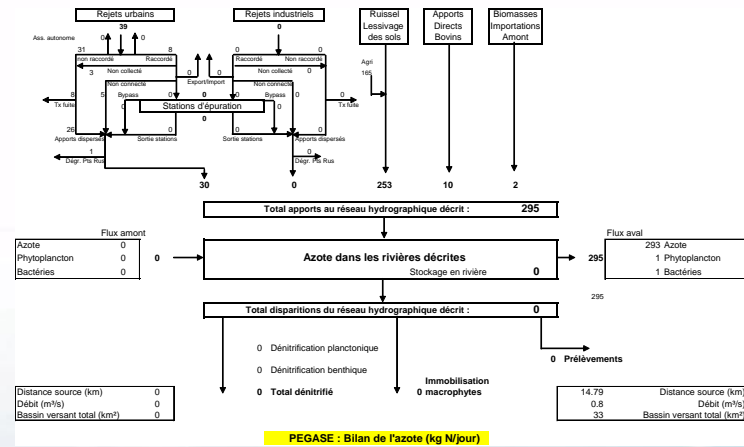 Rejets urbains
39
Rejets industriels
0
Ruissel
Lessivage
des sols
Apports
Directs
Bovins
Biomasses
Importations
Amont
Ass. autonome
0
0
31
8
non raccordé
Raccordé
3
Non collecté
0
0
Export/Import
0
0
Raccordé
Non raccordé
Non collecté
0
Agri
165
Non connecté
Non connecté
8
5
Bypass
0
0
0
Bypass
0
Tx fuite
0
Stations d'épuration
0
Tx fuite
0
26
0
0
0
Apports dispersés
Sortie stations
Sortie stations
Apports dispersés
1
0
Dégr. Pts Rus
Dégr. Pts Rus
30
0
253
10
2
Total apports au réseau hydrographique décrit : 295
Flux amont
Flux aval
Azote 0
Phytoplancton 0
Bactéries 0
0
Azote dans les rivières décrites
Stockage en rivière 0
295
293 Azote
1 Phytoplancton
1 Bactéries
295
Total disparitions du réseau hydrographique décrit : 0
0 Dénitrification planctonique
0 Prélèvements
0 Dénitrification benthique
0 Total dénitrifié
Immobilisation
0 macrophytes
Distance source (km) 0
Débit (m³/s) 0
Bassin versant total (km²) 0
14.79 Distance source (km)
0.8 Débit (m³/s)
33 Bassin versant total (km²)
PEGASE : Bilan de l'azote (kg N/jour)